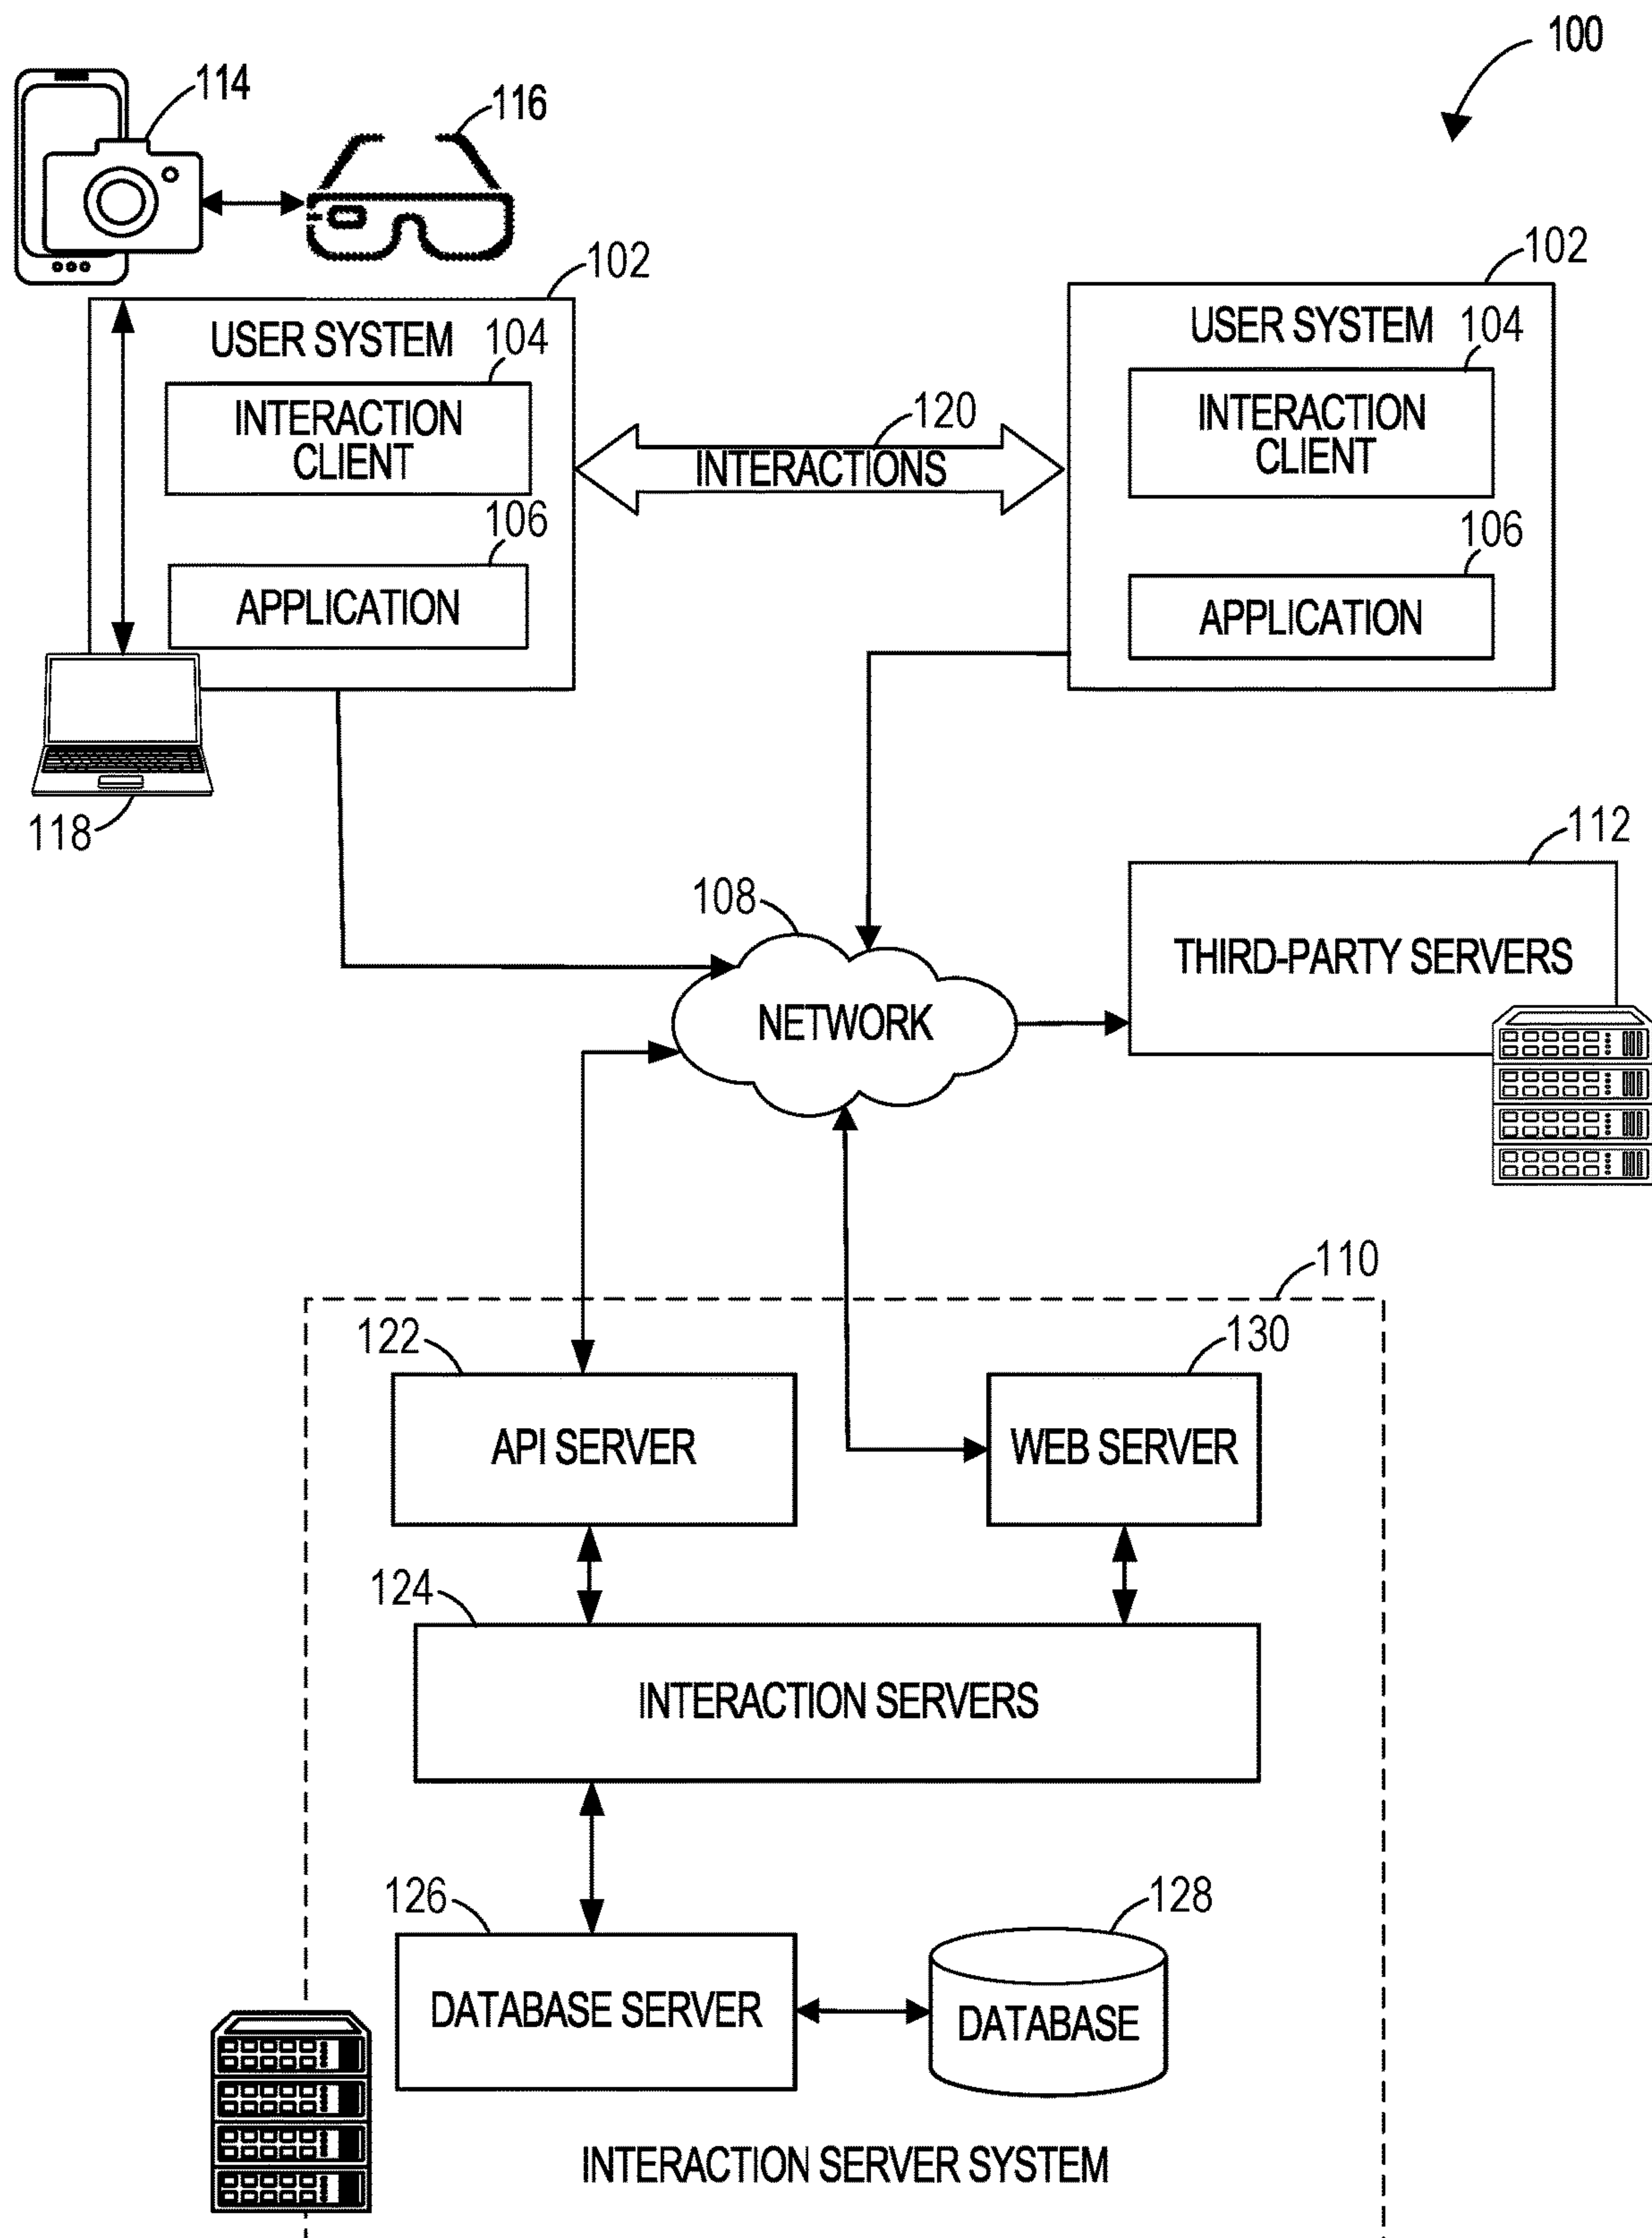 100
114
116
102
102
USER SYSTEM
104
USER SYSTEM
104
INTERACTION
CLIENT
INTERACTION
CLIENT
120
INTERACTIONS
106
APPLICATION
106
APPLICATION
118
112
THIRD-PARTY SERVERS
108
NETWORK
110
122
API SERVER
130
WEB SERVER
124
INTERACTION SERVERS
126
DATABASE SERVER
128
DATABASE
INTERACTION SERVER SYSTEM